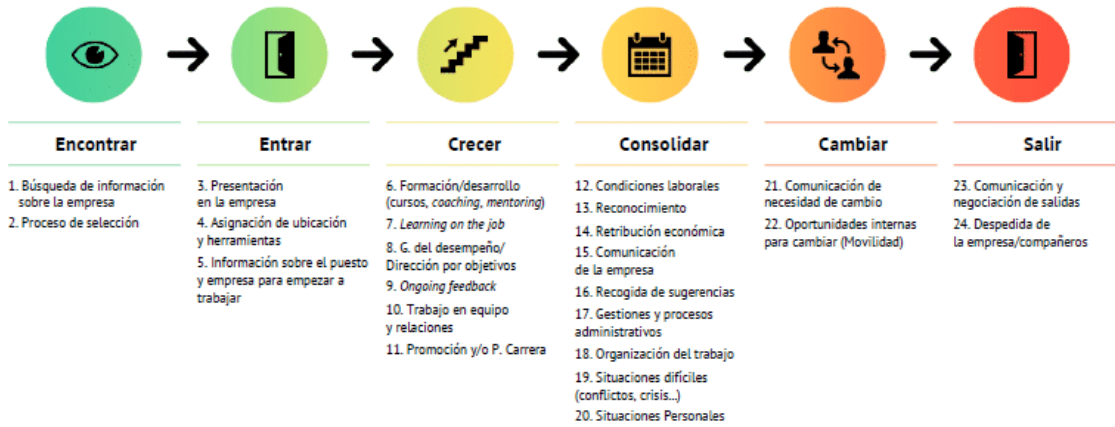 Encontrar
1. Búsqueda de información
sobre la empresa
2. Proceso de selección
Entrar
3. Presentación
en la empresa
4. Asignación de ubicación
y herramientas
5. Información sobre el puesto
y empresa para empezar a
trabajar
Crecer
6. Formación/desarrollo
(cursos, coaching, mentoring)
7. Learning on the job
8. G. del desempeño/
Dirección por objetivos
9. Ongoing feedback
10. Trabajo en equipo
y relaciones
11. Promoción y/o P. Carrera
Consolidar
12. Condiciones laborales
13. Reconocimiento
14. Retribución económica
15. Comunicación
de la empresa
16. Recogida de sugerencias
17. Gestiones y procesos
administrativos
18. Organización del trabajo
19. Situaciones difíciles
(conflictos, crisis...)
20. Situaciones Personales
Cambiar
21. Comunicación de
necesidad de cambio
22. Oportunidades internas
para cambiar (Movilidad)
Salir
23. Comunicación y
negociación de salidas
24. Despedida de
la empresa/compañeros